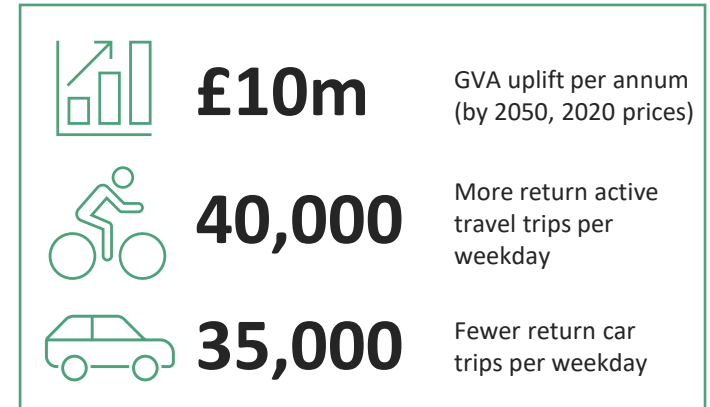 £10m
GVA uplift per annum
(by 2050, 2020 prices)
40,000
More return active
travel trips per
weekday
35,000
Fewer return car
trips per weekday